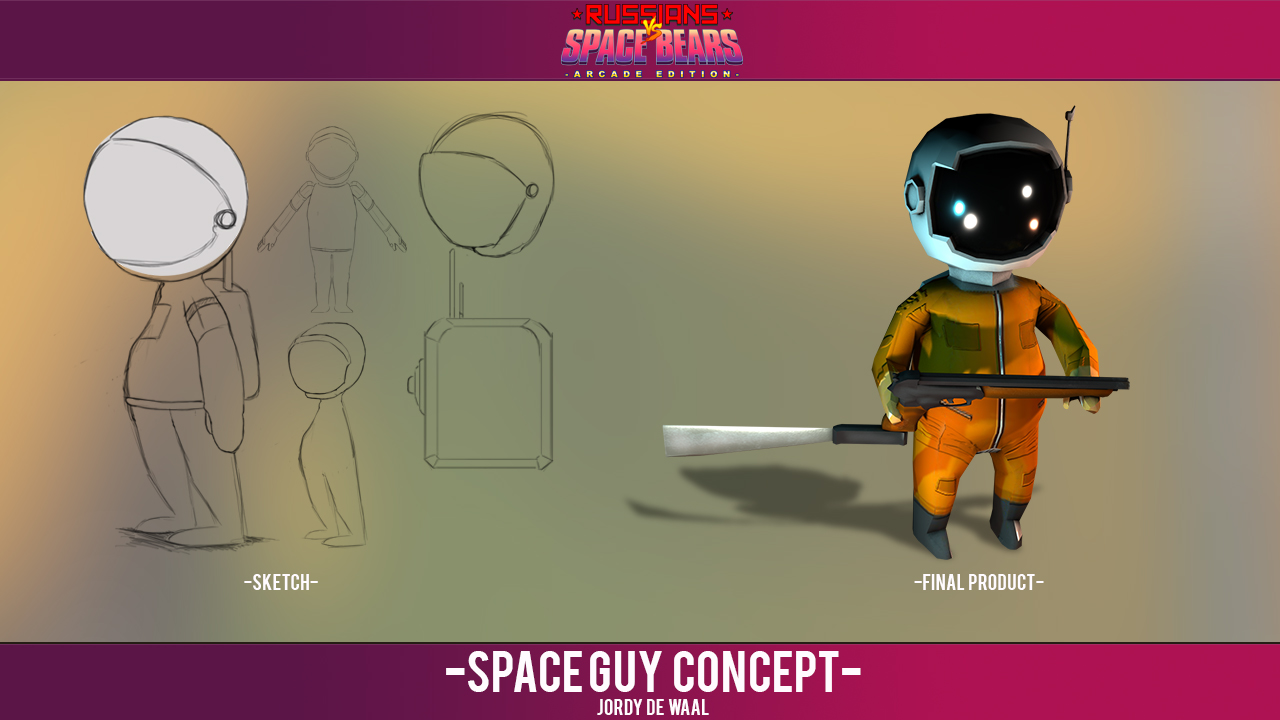 RUSSIANS
VS
SPACE BEARS
-ARCADE EDITION-
-SKETCH-
-FINAL PRODUCT-
-SPACE GUY CONCEPT-
JORDY DE WAAL